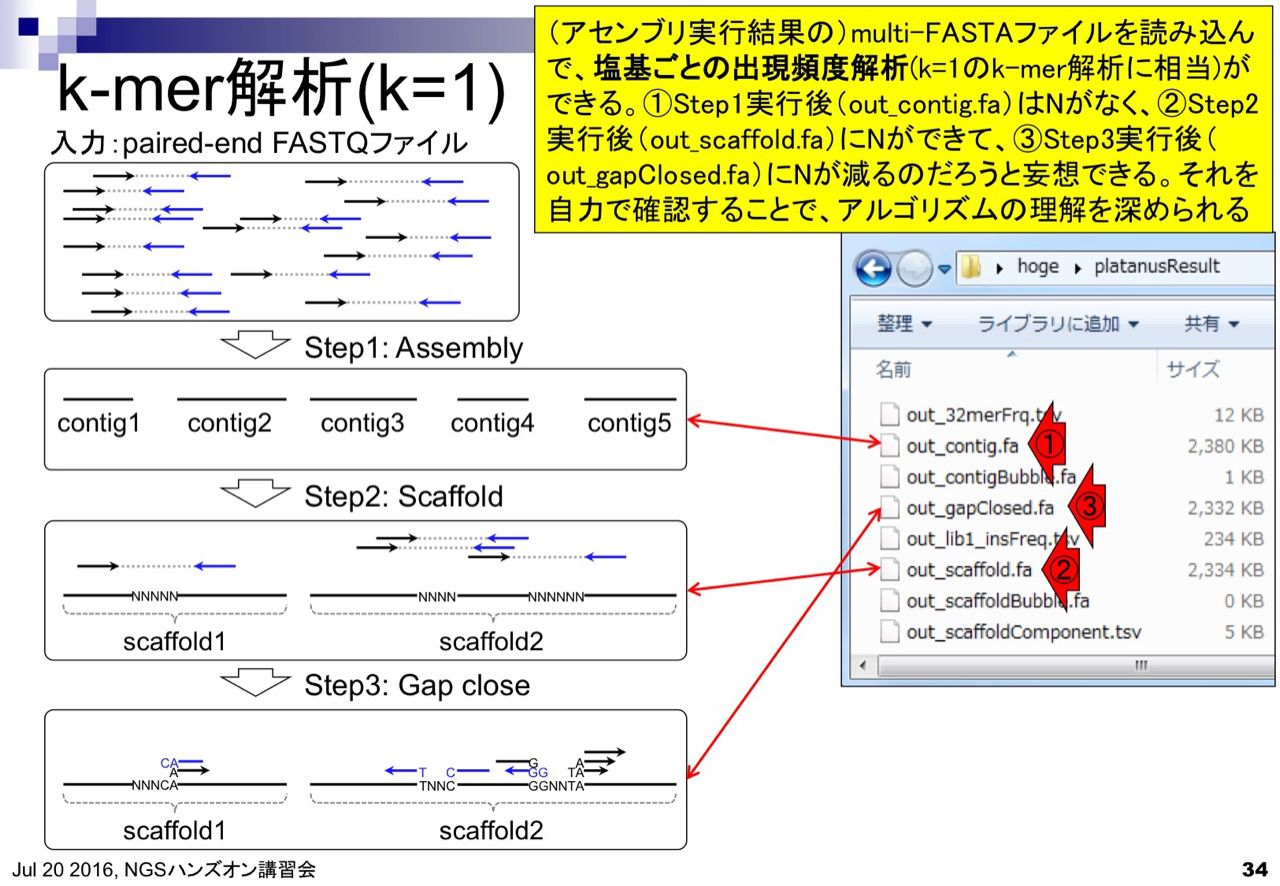 (アセンブリ実行結果の)multi-FASTAファイルを読み込ん
で、塩基ごとの出現頻度解析(k=1のk-mer解析に相当)が
できる。①Step1実行後(out_contig.fa)はNがなく、②Step2
実行後(out_scaffold.fa)にNができて、③Step3実行後(
out_gapClosed.fa)にNが減るのだろうと妄想できる。それを
自力で確認することで、アルゴリズムの理解を深められる
k-mer解析(k=1)
入力:paired-end FASTQファイル
Step1: Assembly
contig1 contig2 contig3 contig4 contig5
Step2: Scaffold
NNNNN NNNN NNNNNN
scaffold1 scaffold2
Step3: Gap close
CA T C G A
A GG TA
NNNCA TNNC GGNNTA
scaffold1 scaffold2
hoge platanusResult
整理 ライブラリに追加 共有
名前 サイズ
out_32merFrq.tsv 12 KB
out_contig.fa ① 2,380 KB
out_contigBubble.fa 1 KB
out_gapClosed.fa ③ 2,332 KB
out_lib1_insFreq.tsv 234 KB
out_scaffold.fa ② 2,334 KB
out_scaffoldBubble.fa 0 KB
out_scaffoldComponent.tsv 5 KB
Jul 20 2016, NGSハンズオン講習会
34